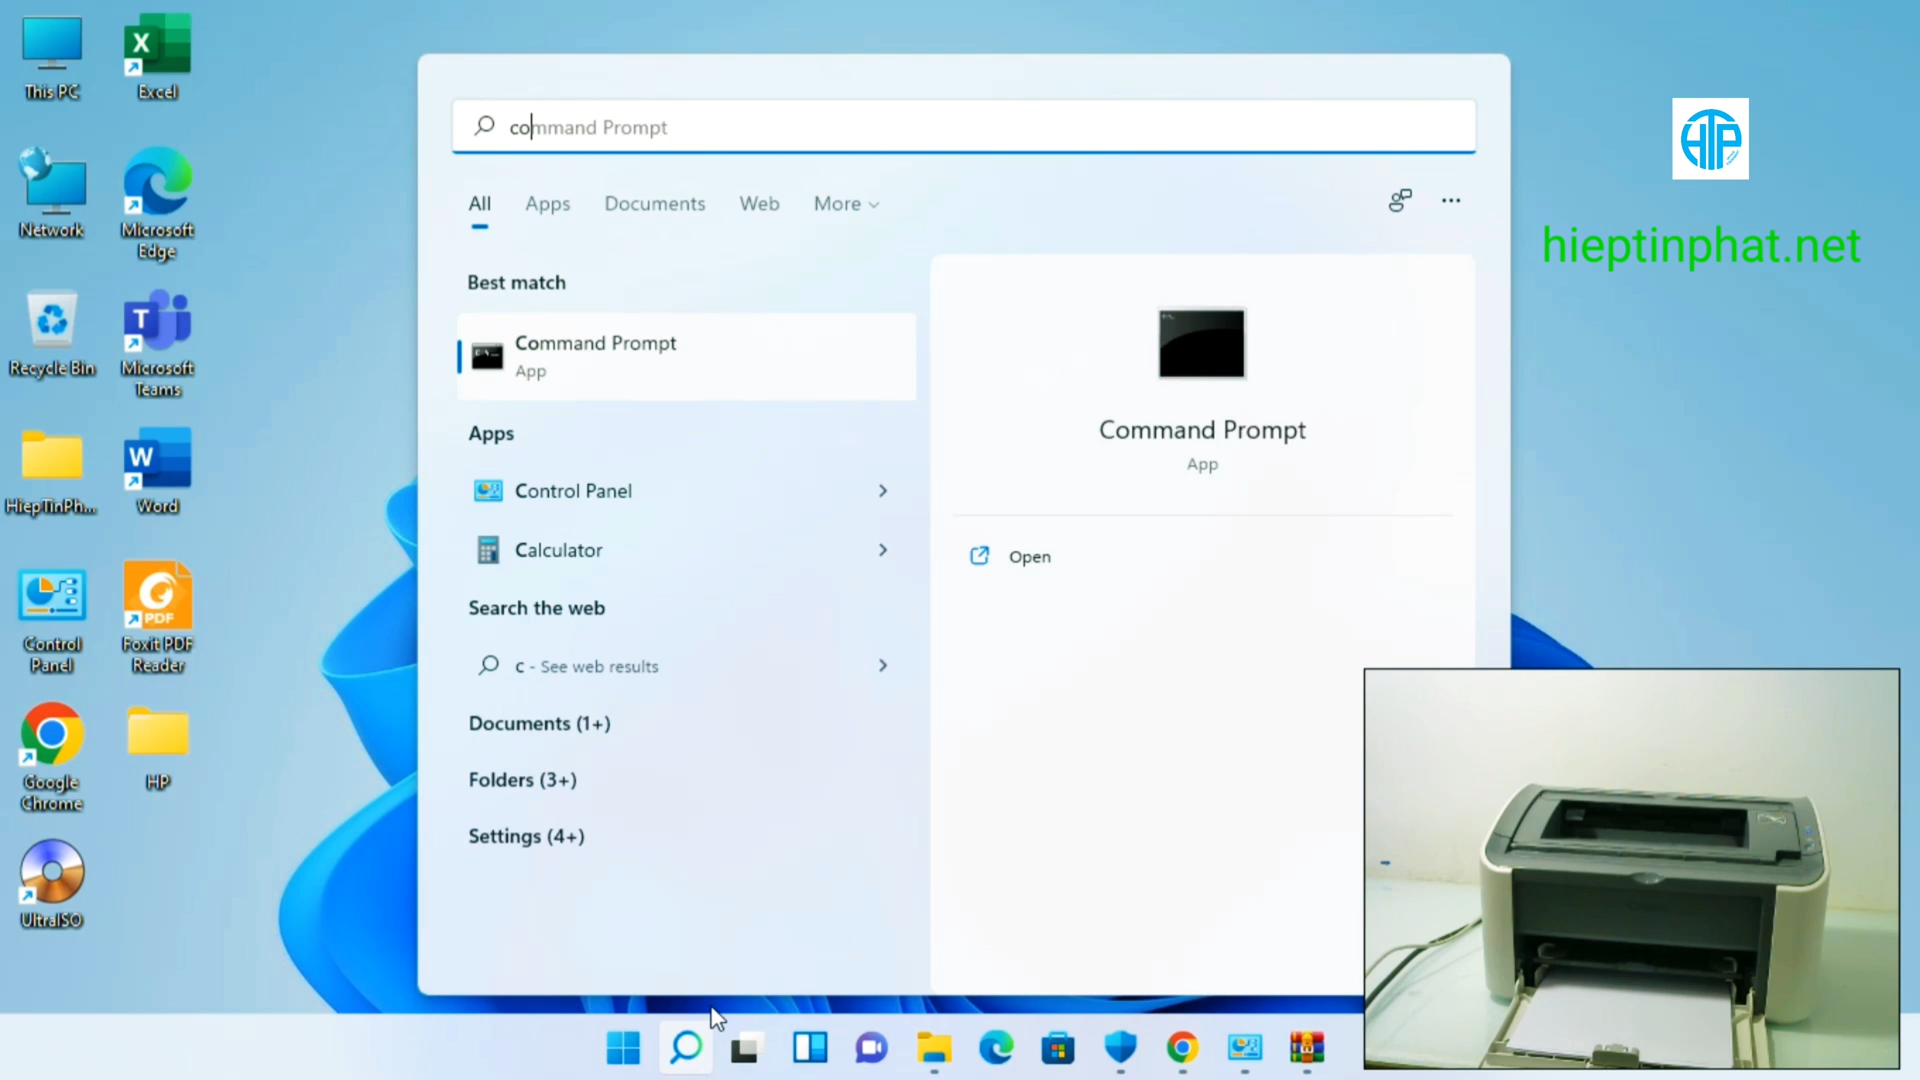 This PC
Excel
Network
Microsoft
Edge
Recycle Bin
Microsoft
Teams
HiepTinPh...
Word
Control
Panel
PDF
Foxit PDF
Reader
Google
Chrome
HP
UltraISO
command Prompt
All
Apps
Documents
Web
More
Best match
Command Prompt
App
Apps
Control Panel
Calculator
Search the web
c - See web results
Documents (1+)
Folders (3+)
Settings (4+)
Command Prompt
App
Open
HTP
hieptinphat.net